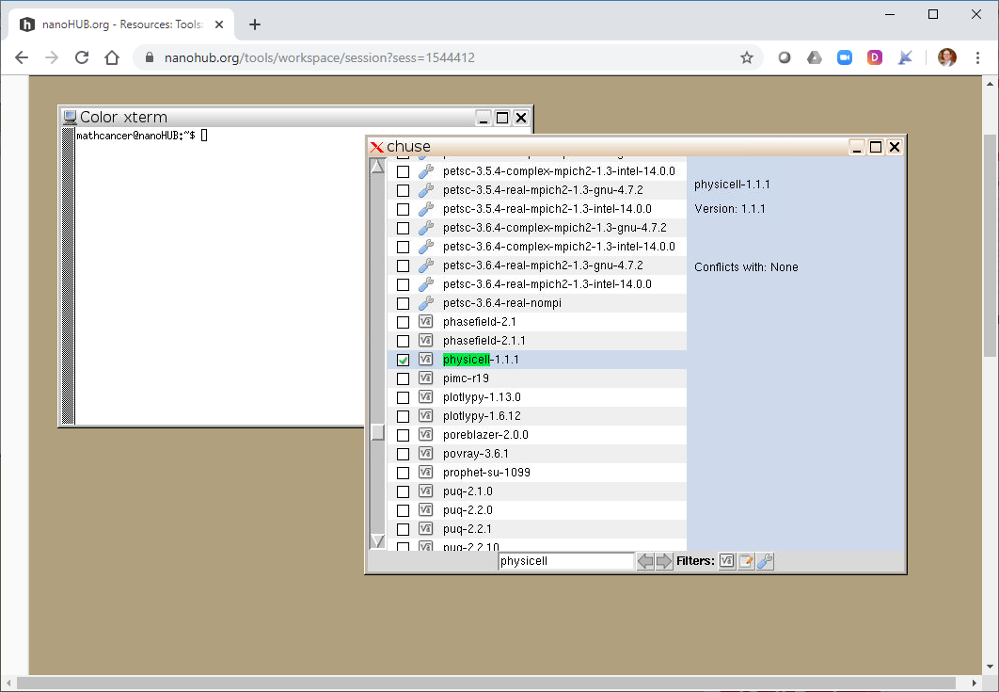 nanoHUB.org - Resources: Tools:
nanohub.org/tools/workspace/session?sess=1544412
Color xterm
mathcancer@nanoHUB:~$
chuse
petsc-3.5.4-complex-mpich2-1.3-intel-14.0.0
petsc-3.5.4-real-mpich2-1.3-gnu-4.7.2
petsc-3.5.4-real-mpich2-1.3-intel-14.0.0
petsc-3.6.4-complex-mpich2-1.3-gnu-4.7.2
petsc-3.6.4-complex-mpich2-1.3-intel-14.0.0
petsc-3.6.4-real-mpich2-1.3-gnu-4.7.2
petsc-3.6.4-real-mpich2-1.3-intel-14.0.0
petsc-3.6.4-real-nompi
phasefield-2.1
phasefield-2.1.1
physicell-1.1.1
pimc-r19
plotlypy-1.13.0
plotlypy-1.6.12
poreblazer-2.0.0
povray-3.6.1
prophet-su-1099
puq-2.1.0
puq-2.2.0
puq-2.2.1
puq-2.2.10
physicell-1.1.1
Version: 1.1.1
Conflicts with: None
physicell
Filters: